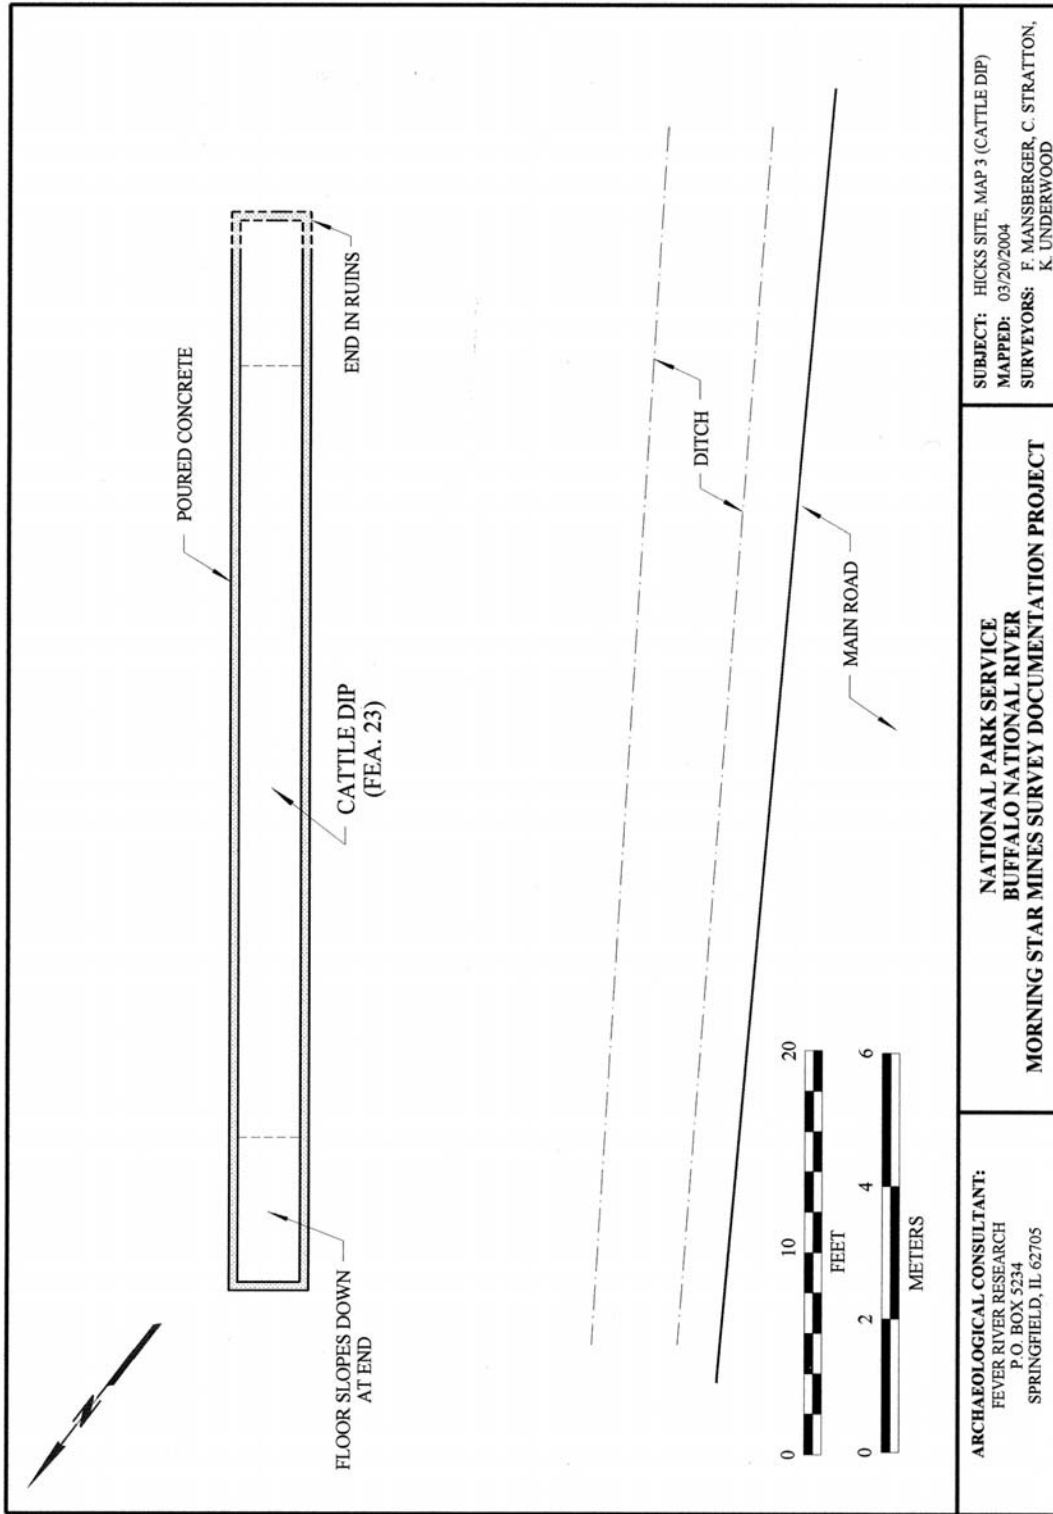 POURED CONCRETE
END IN RUINS
CATTLE DIP
(FEA. 23)
FLOOR SLOPES DOWN
AT END
DITCH
MAIN ROAD
0 10 20
FEET
0 2 4 6
METERS
ARCHAEOLOGICAL CONSULTANT:
FEVER RIVER RESEARCH
P.O. BOX 5234
SPRINGFIELD, IL 62705
NATIONAL PARK SERVICE
BUFFALO NATIONAL RIVER
MORNING STAR MINES SURVEY DOCUMENTATION PROJECT
SUBJECT: HICKS SITE, MAP 3 (CATTLE DIP)
MAPPED: 03/20/2004
SURVEYORS: F. MANSBERGER, C. STRATTON,
K. UNDERWOOD